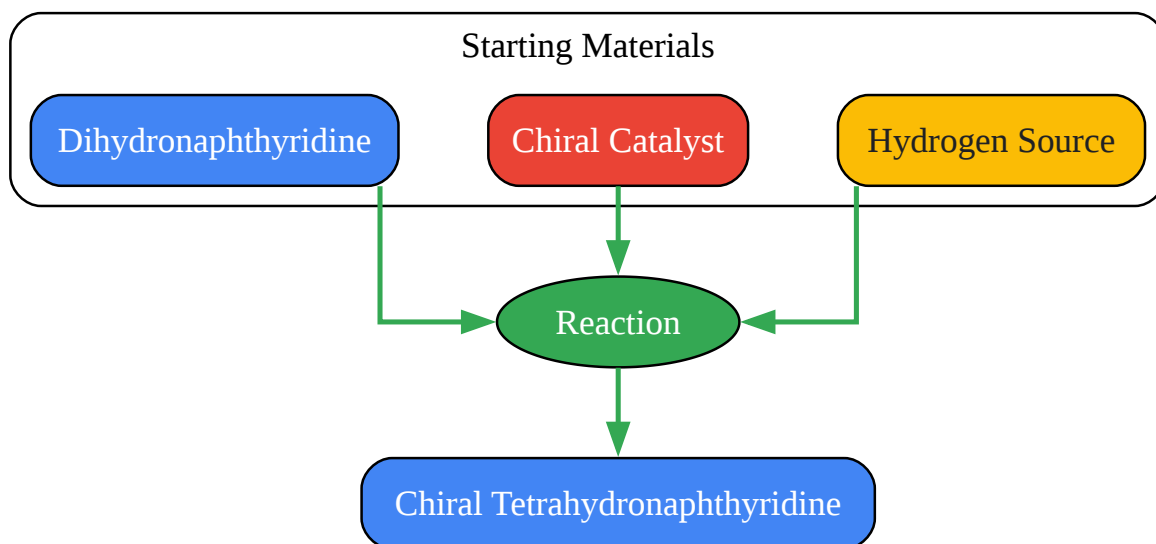 Starting Materials
Dihydronaphthyridine
Chiral Catalyst
Hydrogen Source
Reaction
Chiral Tetrahydronaphthyridine